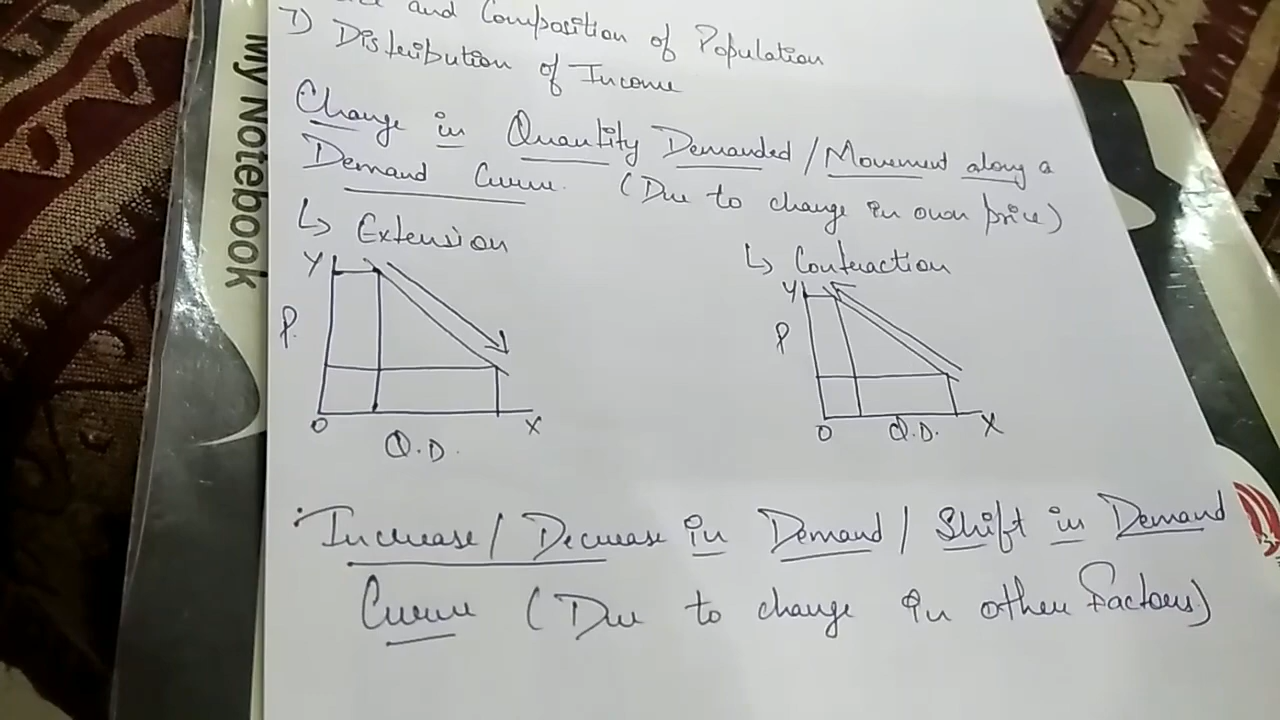 and Composition of Population
7) Distribution of Income
Change in Quantity Demanded / Movement along a
Demand Curve. (Due to change in own price)
↳ Extension
↳ Contraction
Y
P.
O
X
Q.D.
Y
P
O
Q.D.
X
Increase / Decrease in Demand / Shift in Demand
Curve (Due to change in other factors)
My Notebook